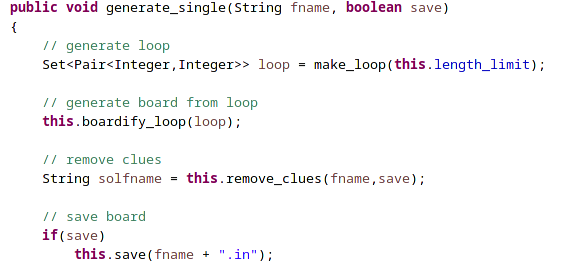 public void generate_single(String fname, boolean save)
{
// generate loop
Set<Pair<Integer,Integer>> loop = make_loop(this.length_limit);
// generate board from loop
this.boardify_loop(loop);
// remove clues
String solfname = this.remove_clues(fname,save);
// save board
if(save)
this.save(fname + ".in");